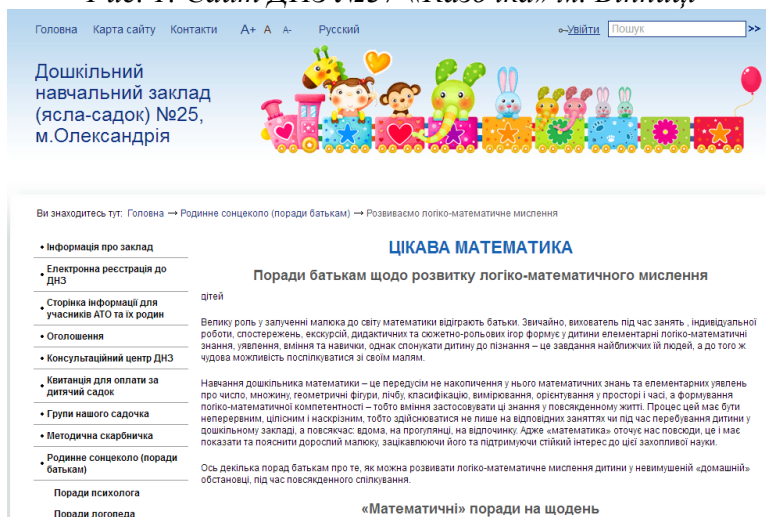 Рис. 1. Сайт ДНЗ №37 «Казочка» м. Вінниці
Головна Карта сайту Контакти A+ A A- Русский Увійти Пошук >>
Дошкільний
навчальний заклад
(ясла-садок) №25,
м.Олександрія
Ви знаходитесь тут: Головна → Родинне сонцеколо (поради батькам) → Розвиваємо логіко-математичне мислення
• Інформація про заклад
• Електронна реєстрація до
ДНЗ
• Сторінка інформації для
учасників АТО та їх родин
• Оголошення
• Консультаційний центр ДНЗ
• Квитанція для оплати за
дитячий садок
• Групи нашого садочка
• Методична скарбничка
• Родинне сонцеколо (поради
батькам)
Поради психолога
Поради логопеда
ЦІКАВА МАТЕМАТИКА
Поради батькам щодо розвитку логіко-математичного мислення
дітей
Велику роль у залученні малюка до світу математики відіграють батьки. Звичайно, вихователь під час занять , індивідуальної
роботи, спостережень, екскурсій, дидактичних та сюжетно-рольових ігор формує у дитини елементарні логіко-математичні
знання, уявлення, вміння та навички, однак спонукати дитину до пізнання – це завдання найближчих їй людей, а до того ж
чудова можливість поспілкуватися зі своїм малям.
Навчання дошкільника математики – це передусім не накопичення у нього математичних знань та елементарних уявлень
про число, множину, геометричні фігури, лічбу, класифікацію, вимірювання, орієнтування у просторі і часі, а формування
логіко-математичної компетентності – тобто вміння застосовувати ці знання у повсякденному житті. Процес цей має бути
неперервним, цілісним і наскрізним, тобто здійснюватися не лише на відповідних заняттях чи під час перебування дитини у
дошкільному закладі, а повсякчас: вдома, на прогулянці, на відпочинку. Адже «математика» оточує нас повсюди, це і має
показати та пояснити дорослий малюку, зацікавлюючи його та підтримуючи стійкий інтерес до цієї захопливої науки.
Ось декілька порад батькам про те, як можна розвивати логіко-математичне мислення дитини у невимушеній «домашній»
обстановці, під час повсякденного спілкування.
«Математичні» поради на щодень